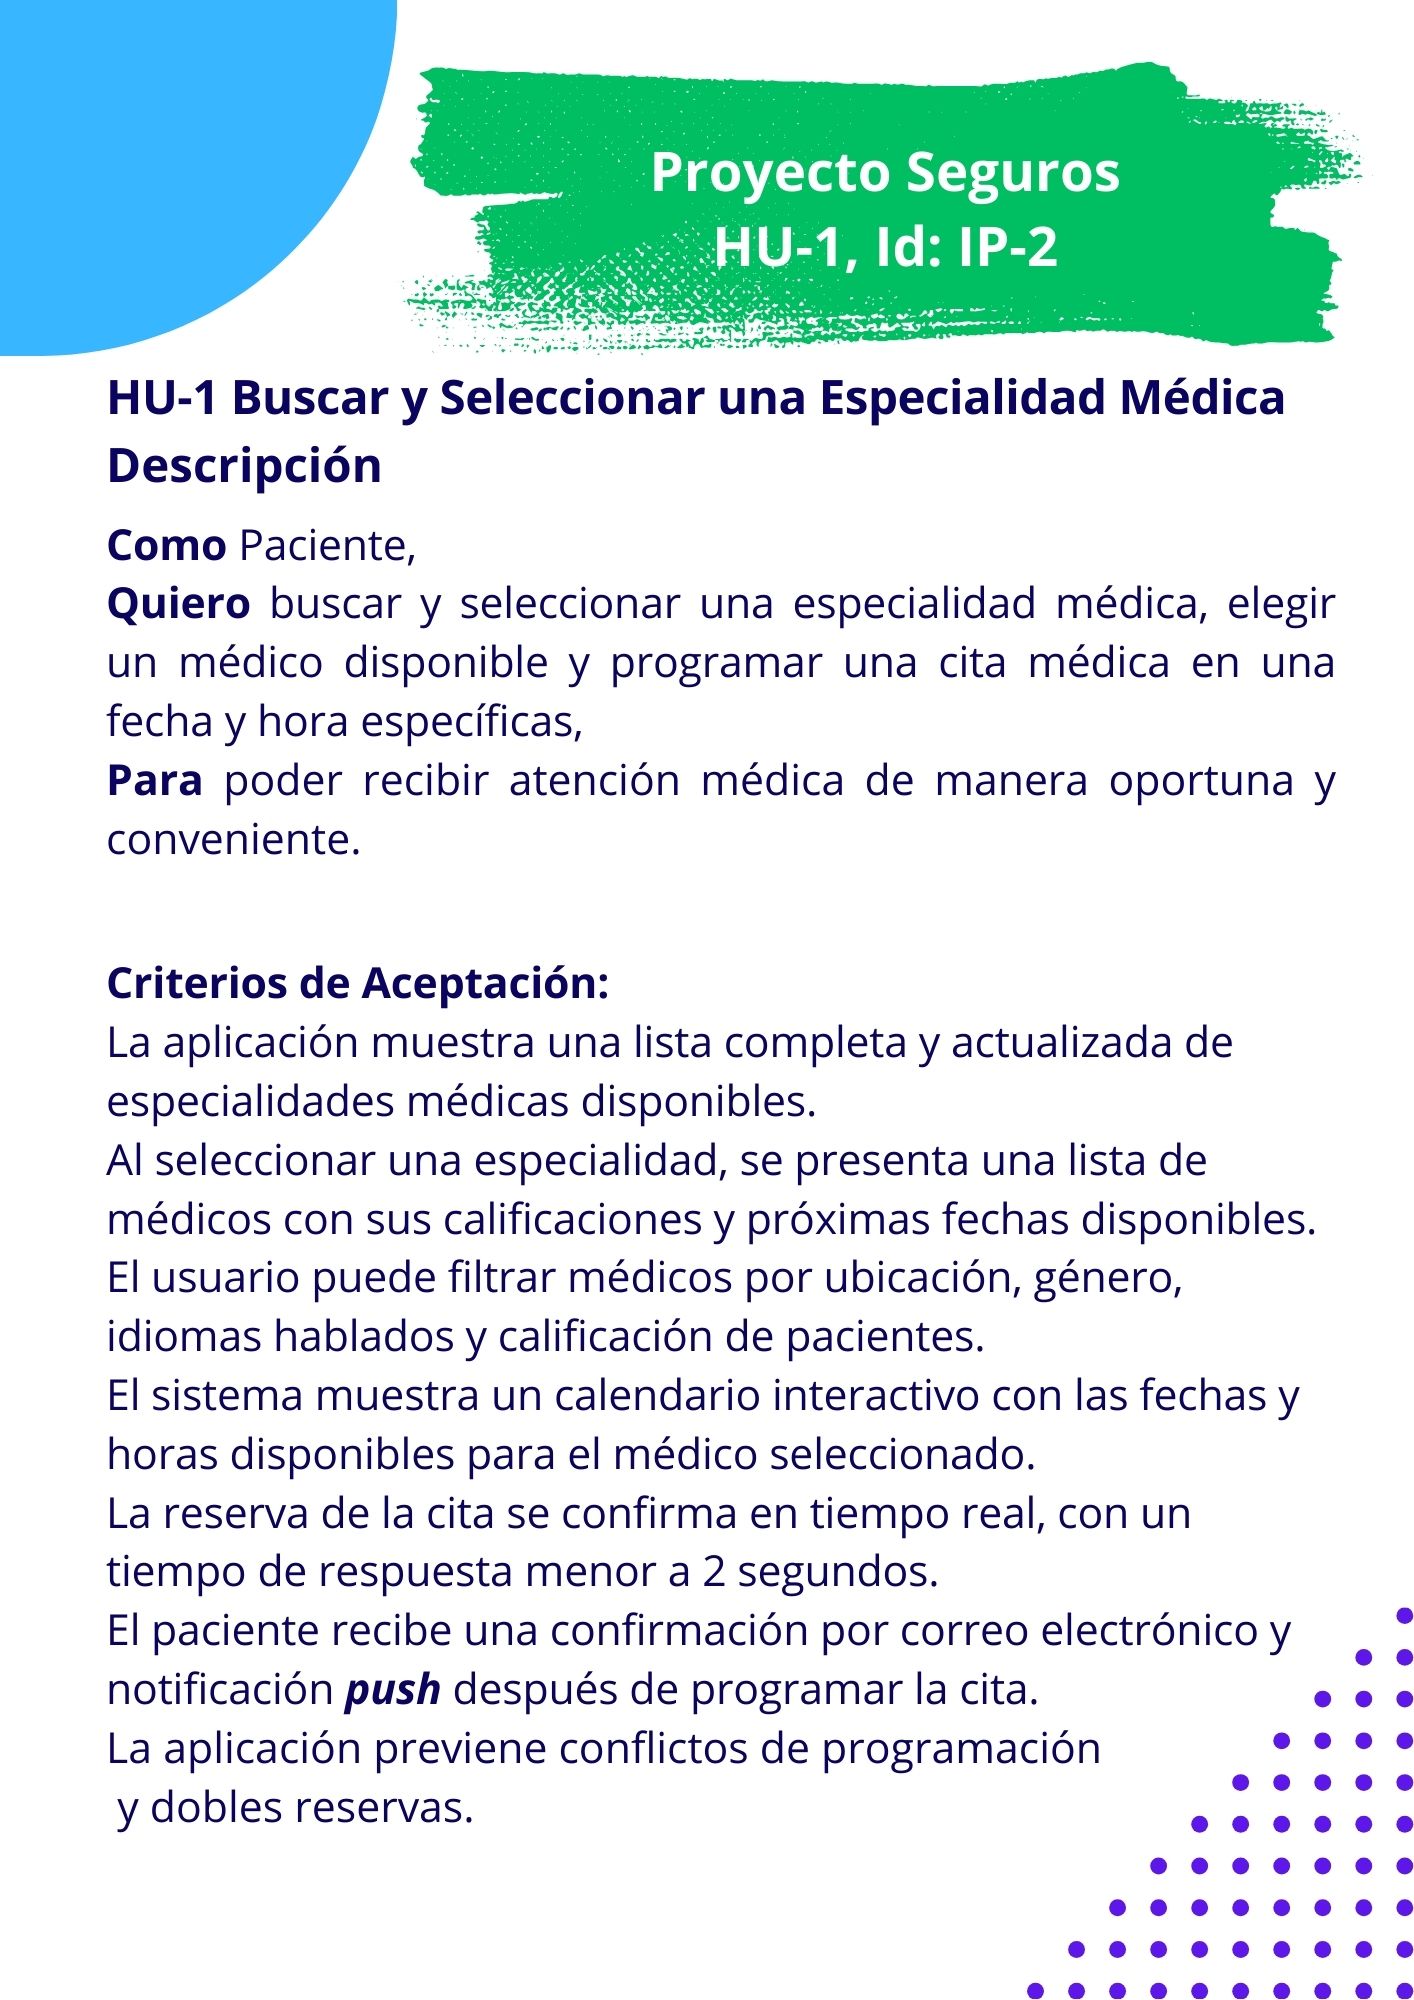 Proyecto Seguros
HU-1, Id: IP-2
HU-1 Buscar y Seleccionar una Especialidad Médica
Descripción
Como Paciente,
Quiero buscar y seleccionar una especialidad médica, elegir
un médico disponible y programar una cita médica en una
fecha y hora específicas,
Para poder recibir atención médica de manera oportuna y
conveniente.
Criterios de Aceptación:
La aplicación muestra una lista completa y actualizada de
especialidades médicas disponibles.
Al seleccionar una especialidad, se presenta una lista de
médicos con sus calificaciones y próximas fechas disponibles.
El usuario puede filtrar médicos por ubicación, género,
idiomas hablados y calificación de pacientes.
El sistema muestra un calendario interactivo con las fechas y
horas disponibles para el médico seleccionado.
La reserva de la cita se confirma en tiempo real, con un
tiempo de respuesta menor a 2 segundos.
El paciente recibe una confirmación por correo electrónico y
notificación push después de programar la cita.
La aplicación previene conflictos de programación
y dobles reservas.